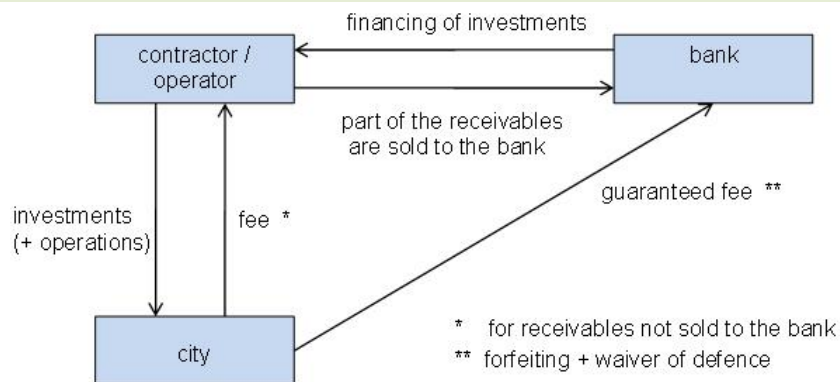 financing of investments
contractor /
operator
bank
part of the receivables
are sold to the bank
guaranteed fee **
investments
(+ operations)
fee *
city
* for receivables not sold to the bank
** forfeiting + waiver of defence